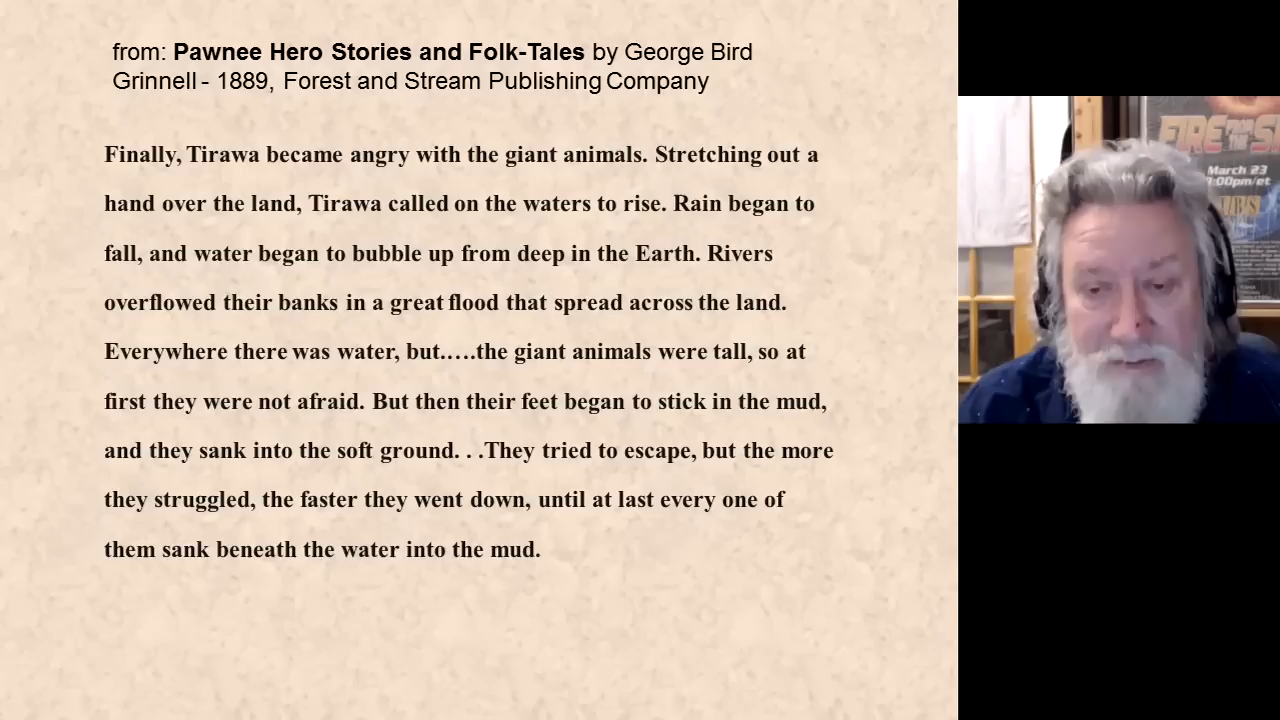 from: Pawnee Hero Stories and Folk-Tales by George Bird
Grinnell - 1889, Forest and Stream Publishing Company
Finally, Tirawa became angry with the giant animals. Stretching out a
hand over the land, Tirawa called on the waters to rise. Rain began to
fall, and water began to bubble up from deep in the Earth. Rivers
overflowed their banks in a great flood that spread across the land.
Everywhere there was water, but…..the giant animals were tall, so at
first they were not afraid. But then their feet began to stick in the mud,
and they sank into the soft ground. . .They tried to escape, but the more
they struggled, the faster they went down, until at last every one of
them sank beneath the water into the mud.
FIRE
March 23
:00pm/et